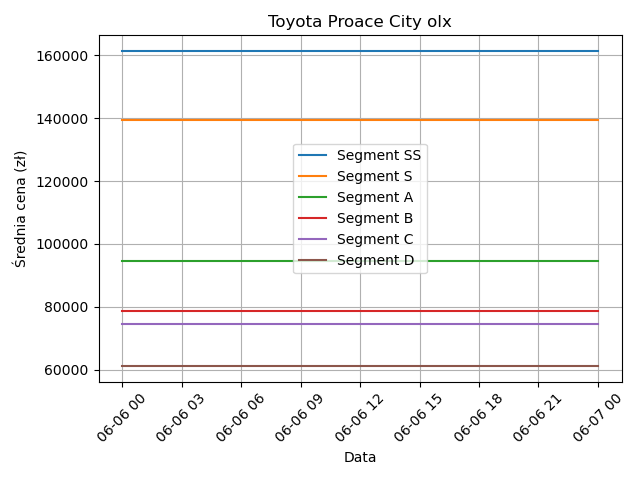 Toyota Proace City olx
Średnia cena (zł)
160000
140000
120000
100000
80000
60000
Segment SS
Segment S
Segment A
Segment B
Segment C
Segment D
06-06 00
06-06 03
06-06 06
06-06 09
06-06 12
06-06 15
06-06 18
06-06 21
06-07 00
Data